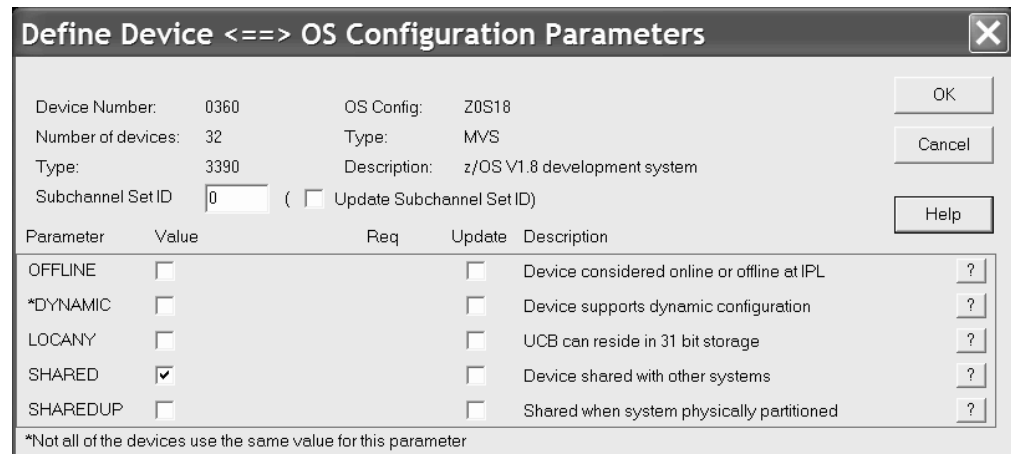 Define Device <==> OS Configuration Parameters
Device Number: 0360 OS Config: Z0S18 OK
Number of devices: 32 Type: MVS Cancel
Type: 3390 Description: z/OS V1.8 development system
Subchannel Set ID 0 ( Update Subchannel Set ID) Help
Parameter Value Req Update Description
OFFLINE Device considered online or offline at IPL ?
*DYNAMIC Device supports dynamic configuration ?
LOCANY UCB can reside in 31 bit storage ?
SHARED Device shared with other systems ?
SHAREDUP Shared when system physically partitioned ?
*Not all of the devices use the same value for this parameter